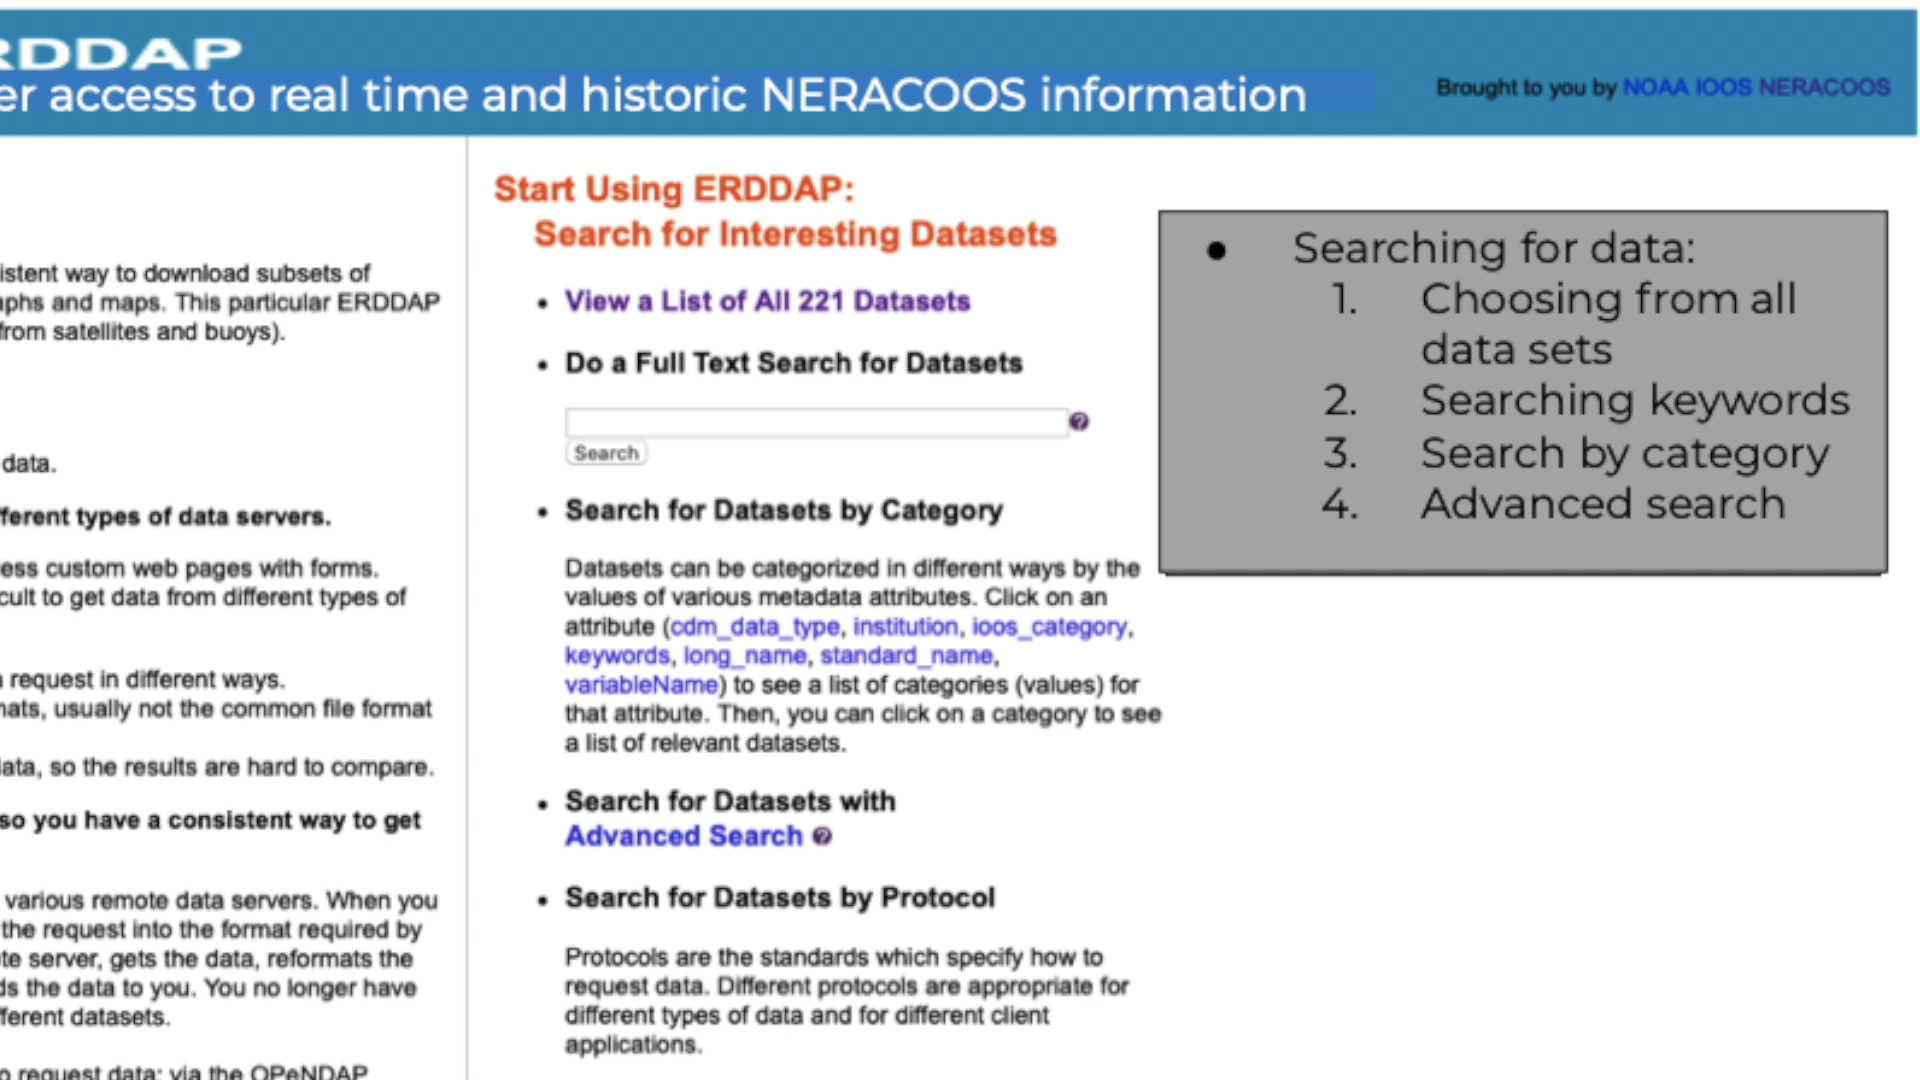 RDDAP
er access to real time and historic NERACOOS information
Brought to you by NOAA IOOS NERACOOS
istent way to download subsets of
aphs and maps. This particular ERDDAP
from satellites and buoys).
data.
fferent types of data servers.
ess custom web pages with forms.
cult to get data from different types of
request in different ways.
mats, usually not the common file format
data, so the results are hard to compare.
so you have a consistent way to get
various remote data servers. When you
the request into the format required by
te server, gets the data, reformats the
ds the data to you. You no longer have
fferent datasets.
o request data: via the OPeNDAP
Start Using ERDDAP:
Search for Interesting Datasets
• View a List of All 221 Datasets
• Do a Full Text Search for Datasets
Search
• Search for Datasets by Category
Datasets can be categorized in different ways by the
values of various metadata attributes. Click on an
attribute (cdm_data_type, institution, ioos_category,
keywords, long_name, standard_name,
variableName) to see a list of categories (values) for
that attribute. Then, you can click on a category to see
a list of relevant datasets.
• Search for Datasets with
Advanced Search ?
• Search for Datasets by Protocol
Protocols are the standards which specify how to
request data. Different protocols are appropriate for
different types of data and for different client
applications.
• Searching for data:
1. Choosing from all
data sets
2. Searching keywords
3. Search by category
4. Advanced search